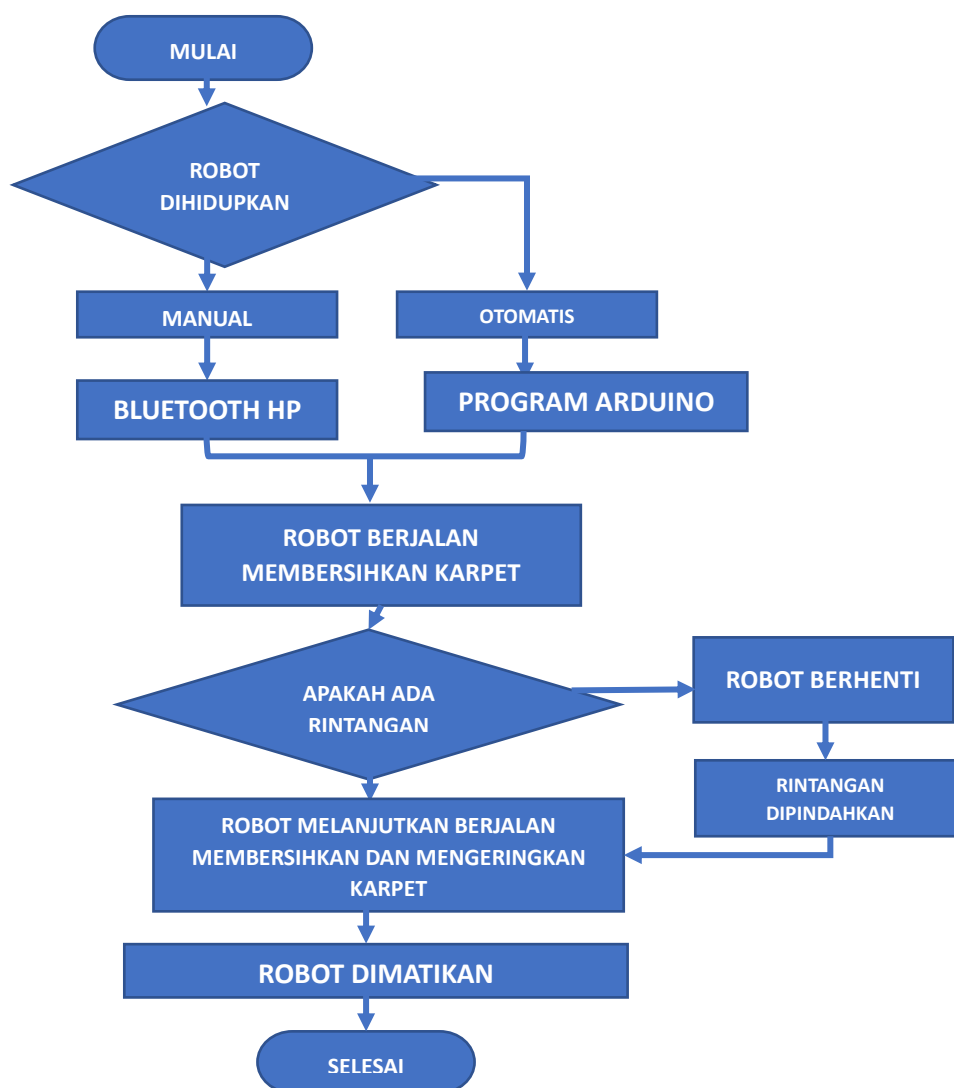 MULAI
ROBOT
DIHIDUPKAN
MANUAL
OTOMATIS
BLUETOOTH HP
PROGRAM ARDUINO
ROBOT BERJALAN
MEMBERSIHKAN KARPET
APAKAH ADA
RINTANGAN
ROBOT BERHENTI
RINTANGAN
DIPINDAHKAN
ROBOT MELANJUTKAN BERJALAN
MEMBERSIHKAN DAN MENGERINGKAN
KARPET
ROBOT DIMATIKAN
SELESAI